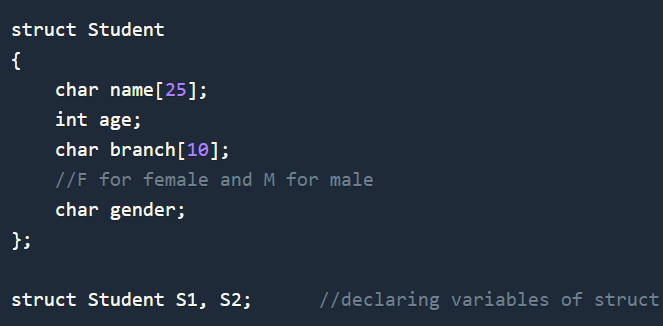 struct Student
{
    char name[25];
    int age;
    char branch[10];
    //F for female and M for male
    char gender;
};
struct Student S1, S2;      //declaring variables of struct